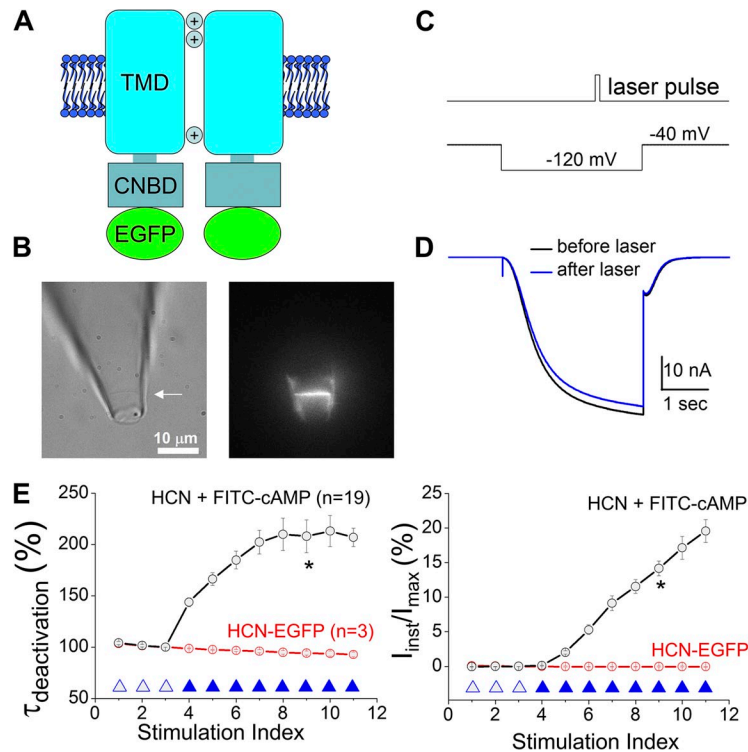 A
+
+
TMD
+
CNBD
EGFP
C
laser pulse
-40 mV
-120 mV
B
10 μm
D
before laser
after laser
10 nA
1 sec
E
250
200
150
100
50
τdeactivation (%)
HCN + FITC-cAMP (n=19)
*
HCN-EGFP (n=3)
0 2 4 6 8 10 12
Stimulation Index
25
20
15
10
5
0
Iinst/Imax (%)
HCN + FITC-cAMP
*
HCN-EGFP
0 2 4 6 8 10 12
Stimulation Index